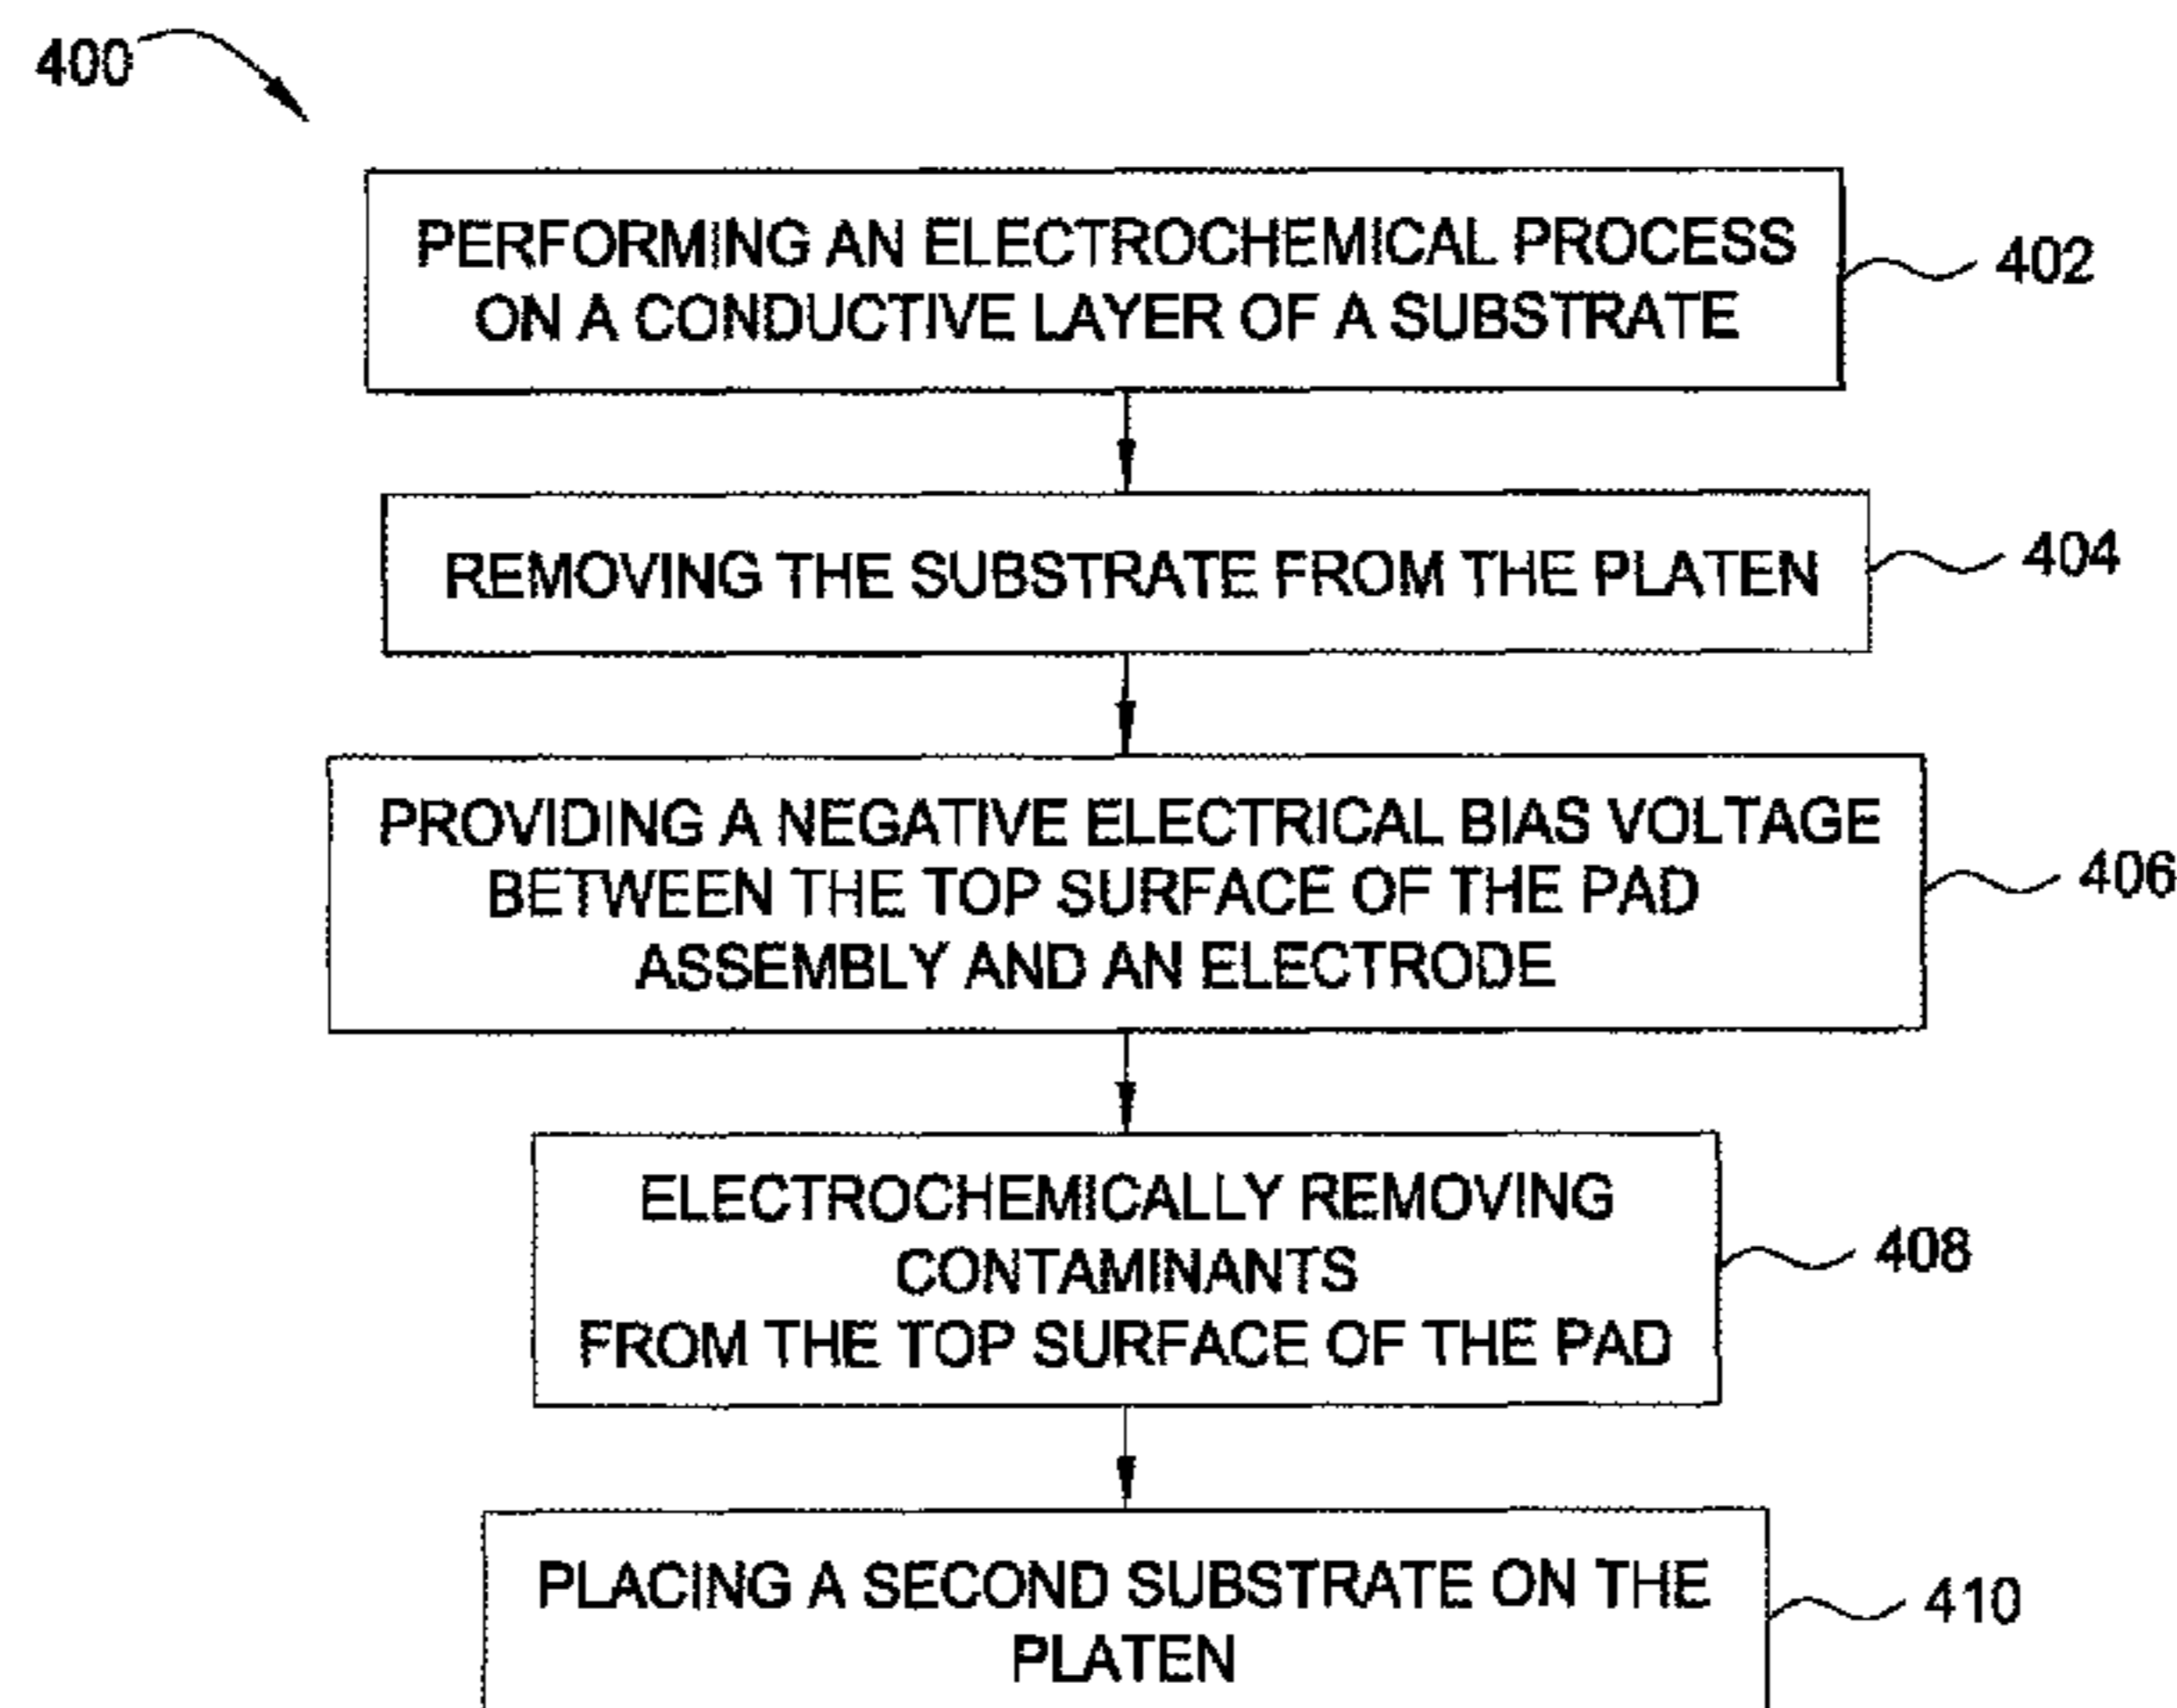 400
PERFORMING AN ELECTROCHEMICAL PROCESS
ON A CONDUCTIVE LAYER OF A SUBSTRATE
402
REMOVING THE SUBSTRATE FROM THE PLATEN
404
PROVIDING A NEGATIVE ELECTRICAL BIAS VOLTAGE
BETWEEN THE TOP SURFACE OF THE PAD
ASSEMBLY AND AN ELECTRODE
406
ELECTROCHEMICALLY REMOVING
CONTAMINANTS
FROM THE TOP SURFACE OF THE PAD
408
PLACING A SECOND SUBSTRATE ON THE
PLATEN
410